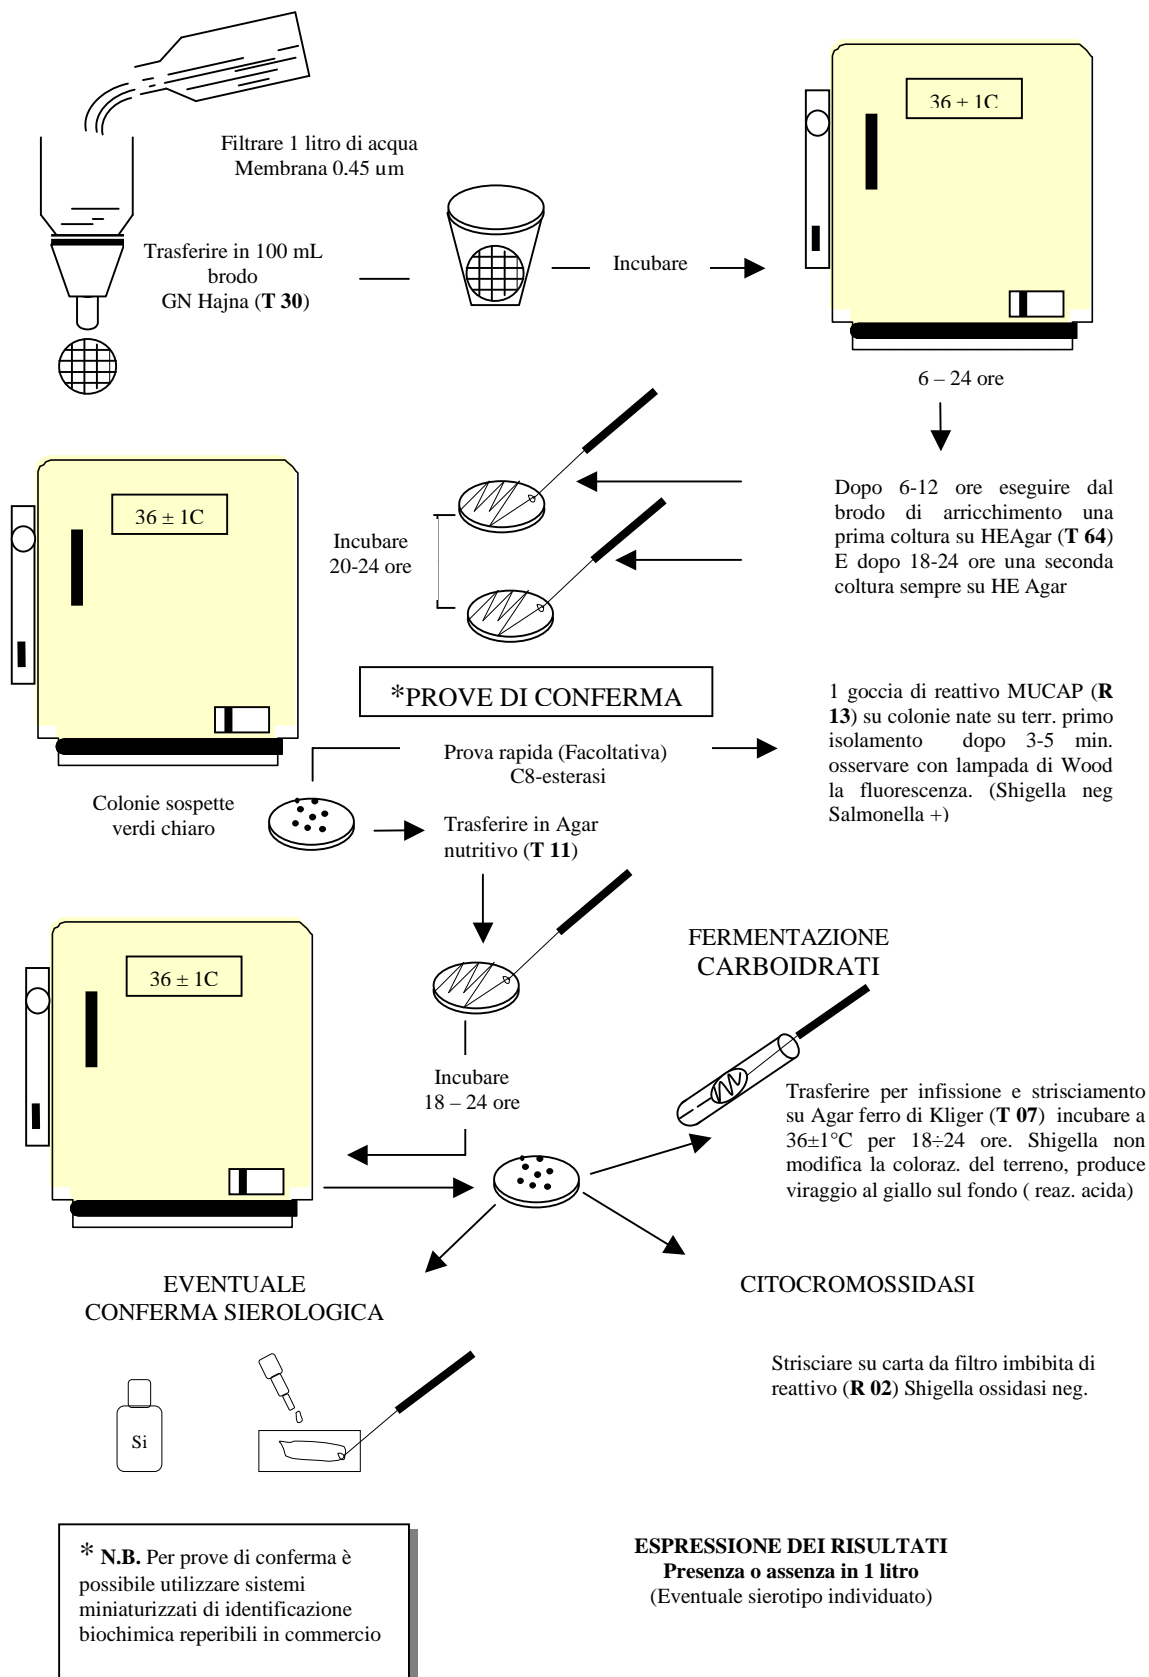 36 + 1C
Filtrare 1 litro di acqua
Membrana 0.45 um
Trasferire in 100 mL
brodo
GN Hajna (T 30)
Incubare
6 – 24 ore
36 ± 1C
Incubare
20-24 ore
Dopo 6-12 ore eseguire dal
brodo di arricchimento una
prima coltura su HEAgar (T 64)
E dopo 18-24 ore una seconda
coltura sempre su HE Agar
*PROVE DI CONFERMA
Prova rapida (Facoltativa)
C8-esterasi
1 goccia di reattivo MUCAP (R
13) su colonie nate su terr. primo
isolamento dopo 3-5 min.
osservare con lampada di Wood
la fluorescenza. (Shigella neg
Salmonella +)
Colonie sospette
verdi chiaro
Trasferire in Agar
nutritivo (T 11)
36 ± 1C
Incubare
18 – 24 ore
FERMENTAZIONE
CARBOIDRATI
Trasferire per infissione e strisciamento
su Agar ferro di Kliger (T 07) incubare a
36±1°C per 18÷24 ore. Shigella non
modifica la coloraz. del terreno, produce
viraggio al giallo sul fondo ( reaz. acida)
EVENTUALE
CONFERMA SIEROLOGICA
CITOCROMOSSIDASI
Strisciare su carta da filtro imbibita di
reattivo (R 02) Shigella ossidasi neg.
Si
* N.B. Per prove di conferma è
possibile utilizzare sistemi
miniaturizzati di identificazione
biochimica reperibili in commercio
ESPRESSIONE DEI RISULTATI
Presenza o assenza in 1 litro
(Eventuale sierotipo individuato)